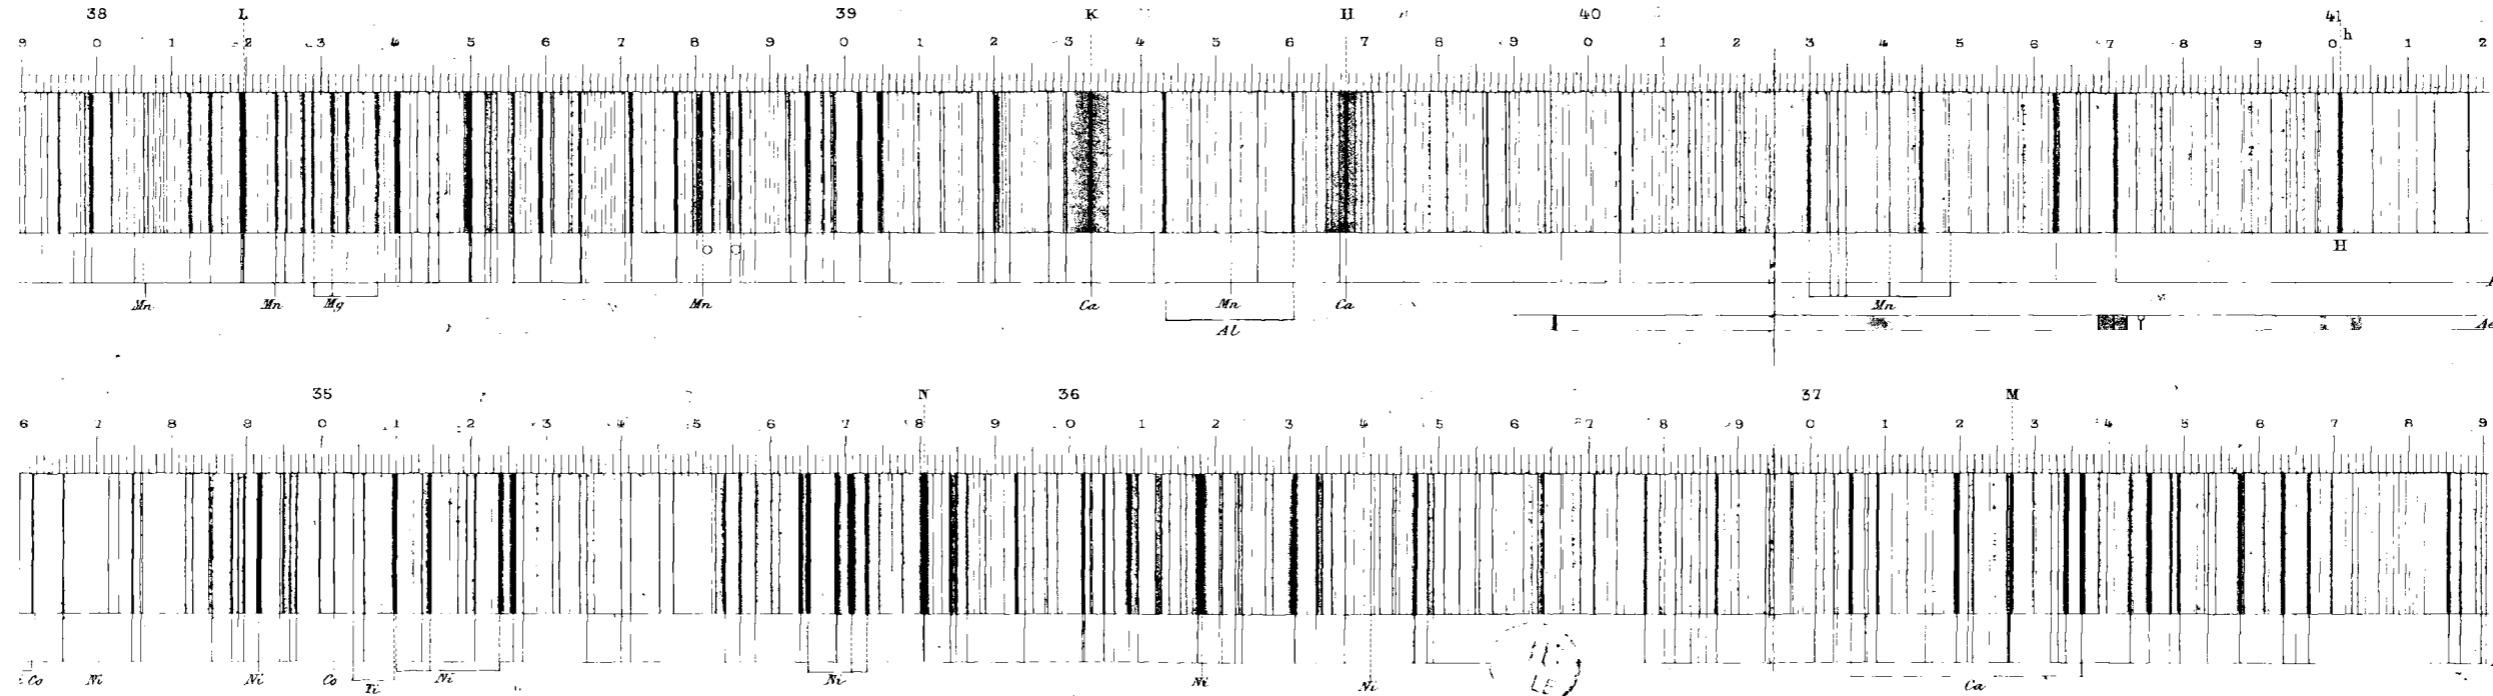 38 L 39 K H 40 41 h
9 0 1 2 3 4 5 6 7 8 9 0 1 2 3 4 5 6 7 8 9 0 1 2 3 4 5 6 7 8 9 0 1 2
H
Mn Mn Mg Mn Ca Mn Ca Mn
Al
35 N 36 37 M
6 7 8 9 0 1 2 3 4 5 6 7 8 9 0 1 2 3 4 5 6 7 8 9 0 1 2 3 4 5 6 7 8 9
Co Ni Ni Co Ti Ni Ni Ni Ni Ca